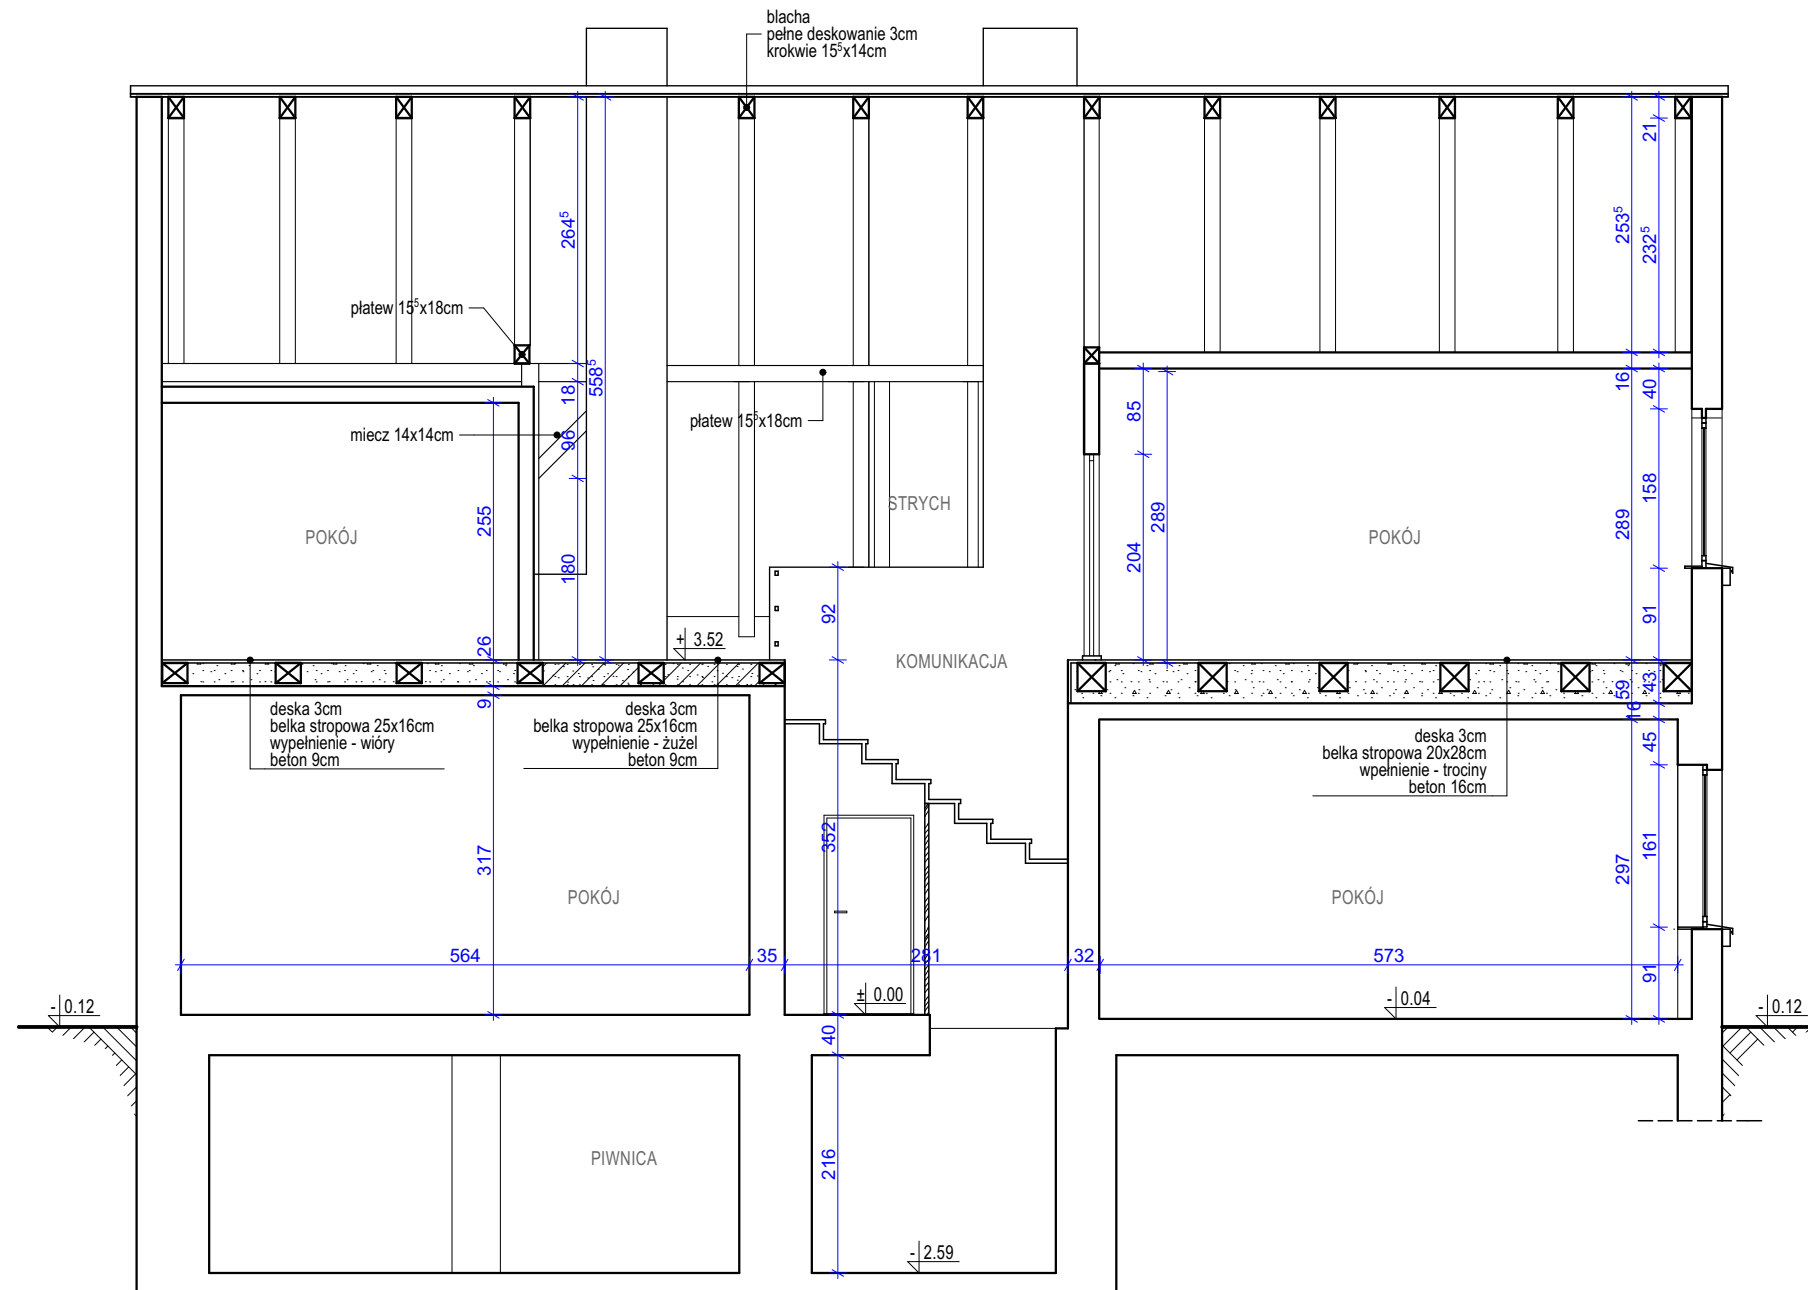 blacha
pełne deskowanie 3cm
krokwie 15⁵x14cm
21
264⁵
253⁵
232⁵
płatew 15⁵x18cm
558⁵
18
16
40
85
płatew 15⁵x18cm
miecz 14x14cm
96
158
STRYCH
255
289
289
POKÓJ
POKÓJ
204
180
92
91
26
+ 3.52
KOMUNIKACJA
9
59
43
16
deska 3cm
belka stropowa 25x16cm
wypełnienie - wióry
beton 9cm
deska 3cm
belka stropowa 25x16cm
wypełnienie - żużel
beton 9cm
deska 3cm
belka stropowa 20x28cm
wpełnienie - trociny
beton 16cm
45
352
161
317
297
POKÓJ
POKÓJ
564
35
281
32
573
91
- 0.12
± 0.00
- 0.04
- 0.12
40
PIWNICA
216
- 2.59